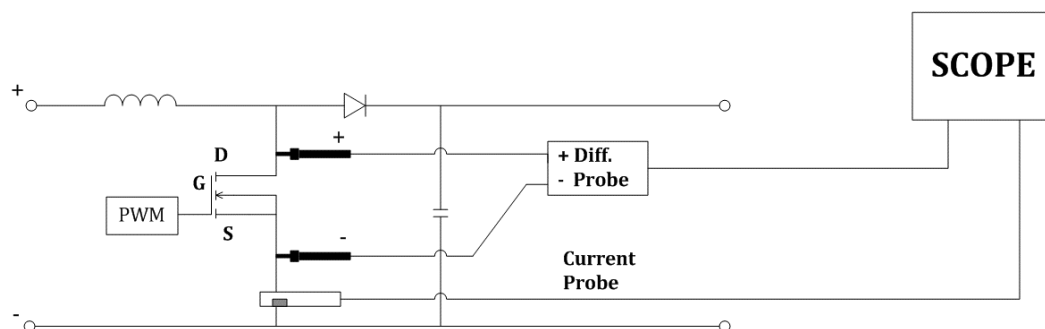 SCOPE
+
+
D
G
+ Diff.
- Probe
PWM
S
-
Current
Probe
-